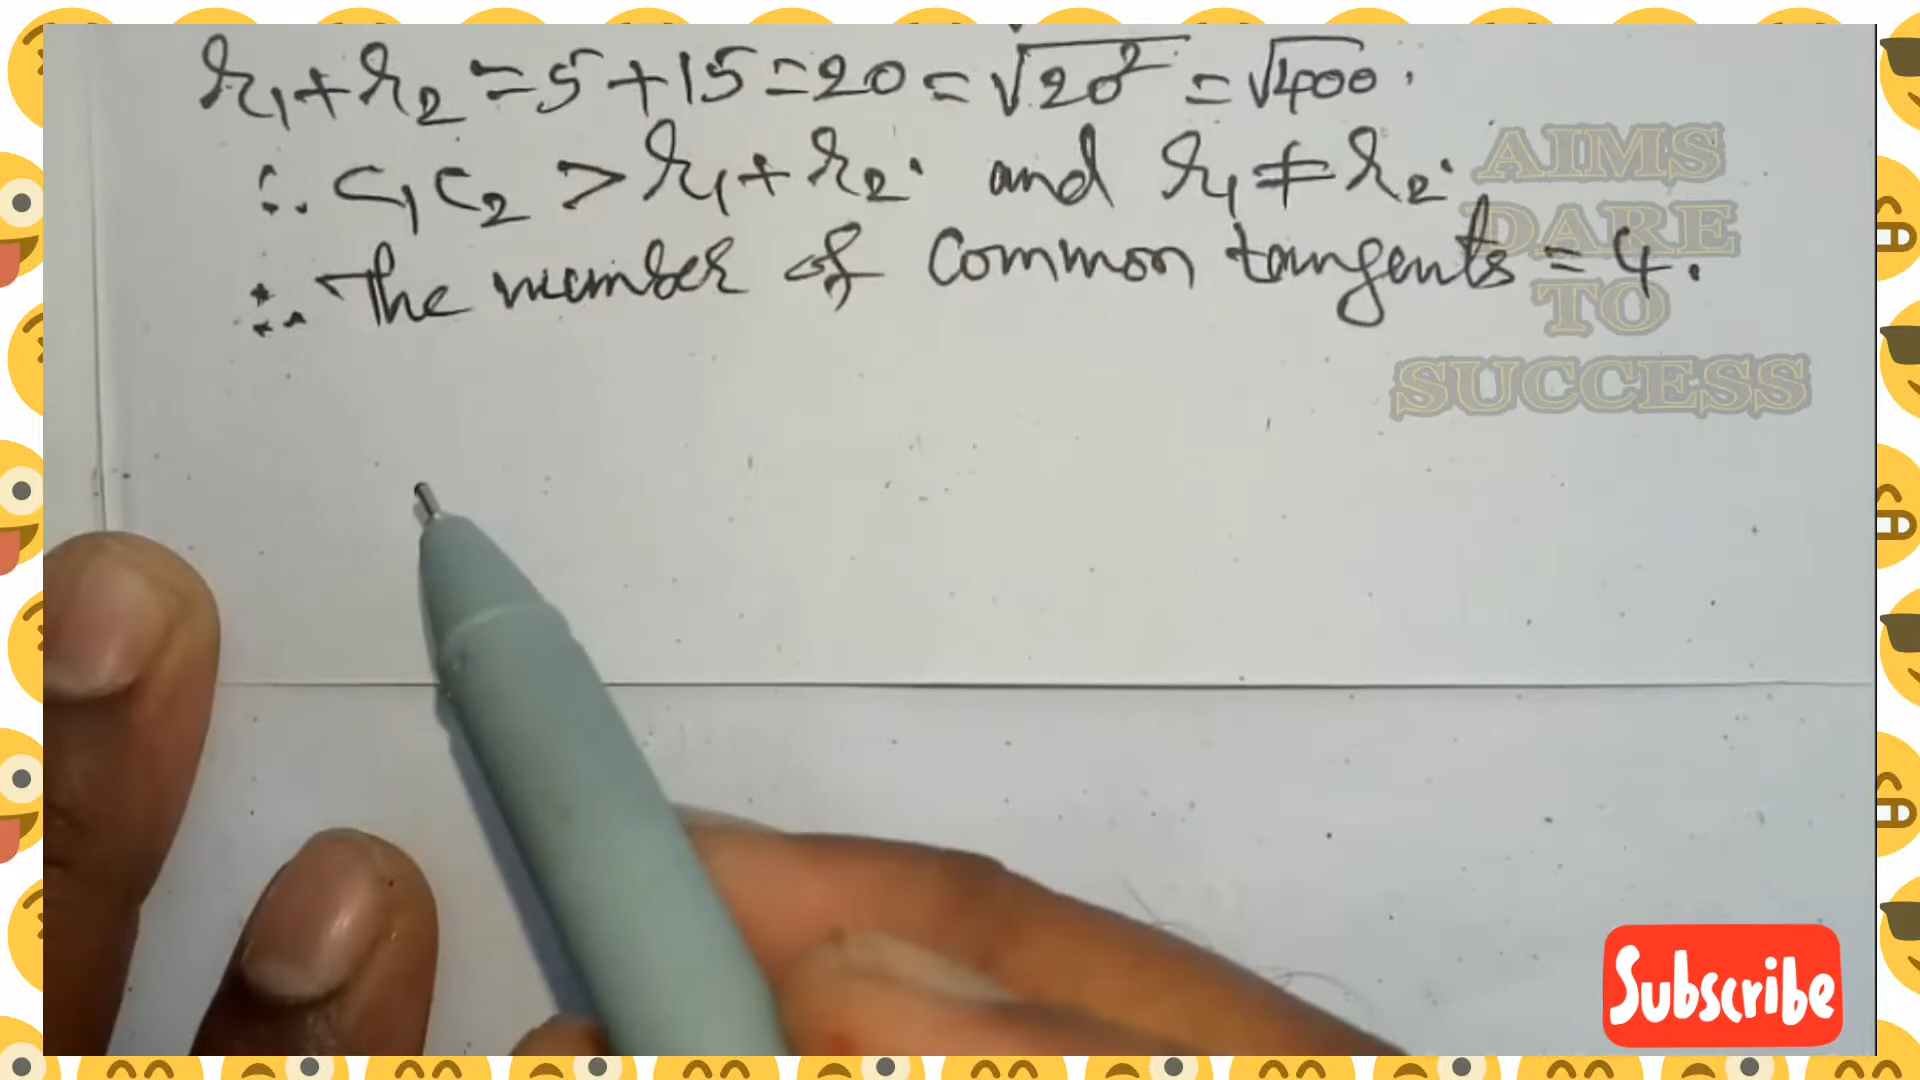 r₁+r₂ = 5+15 = 20 = √20² = √400.
∴ C₁C₂ > r₁+r₂. and r₁ ≠ r₂.
∴ The number of common tangents = 4.
AIMS
DARE
TO
SUCCESS
Subscribe